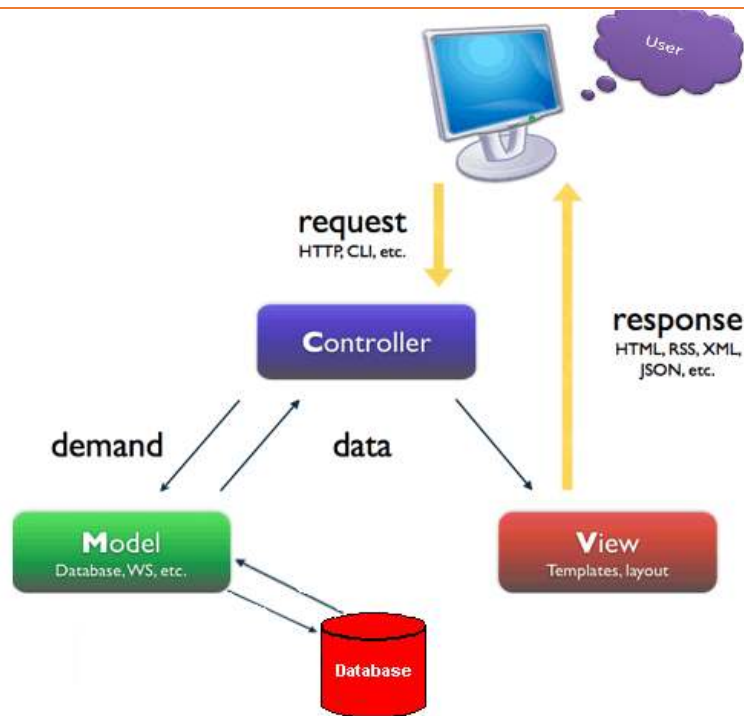 User
request
HTTP, CLI, etc.
Controller
response
HTML, RSS, XML,
JSON, etc.
demand
data
Model
Database, WS, etc.
View
Templates, layout
Database